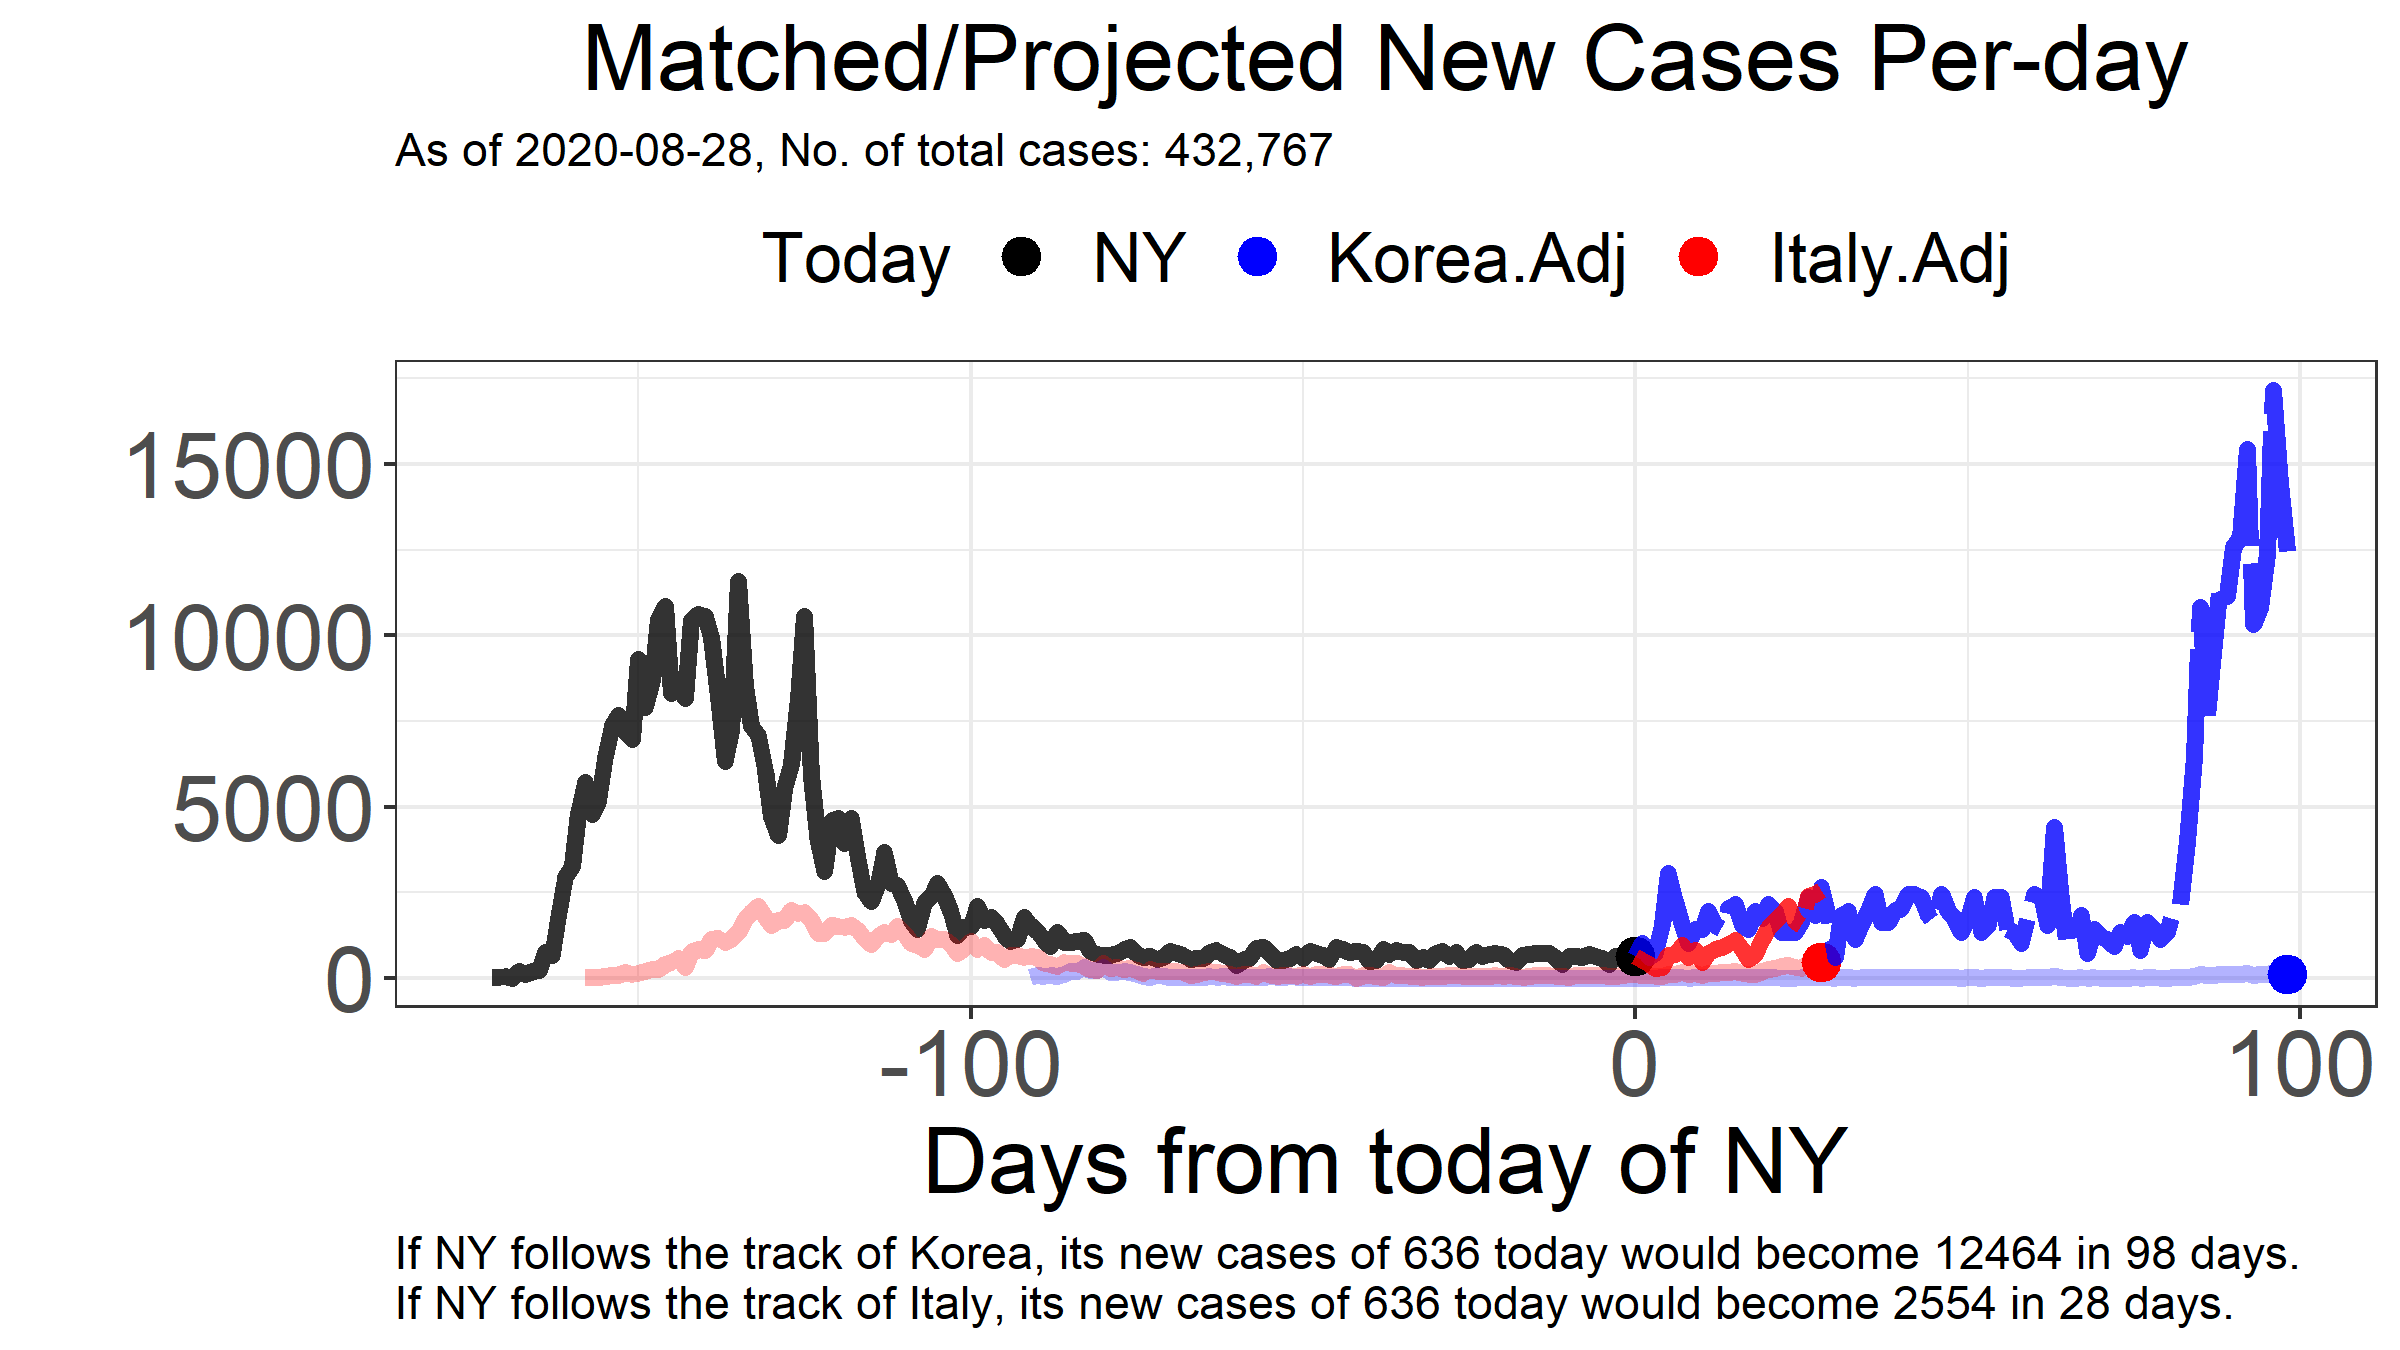 Matched/Projected New Cases Per-day
As of 2020-08-28, No. of total cases: 432,767
Today NY Korea.Adj Italy.Adj
15000
10000
5000
0
-100 0 100
Days from today of NY
If NY follows the track of Korea, its new cases of 636 today would become 12464 in 98 days.
If NY follows the track of Italy, its new cases of 636 today would become 2554 in 28 days.